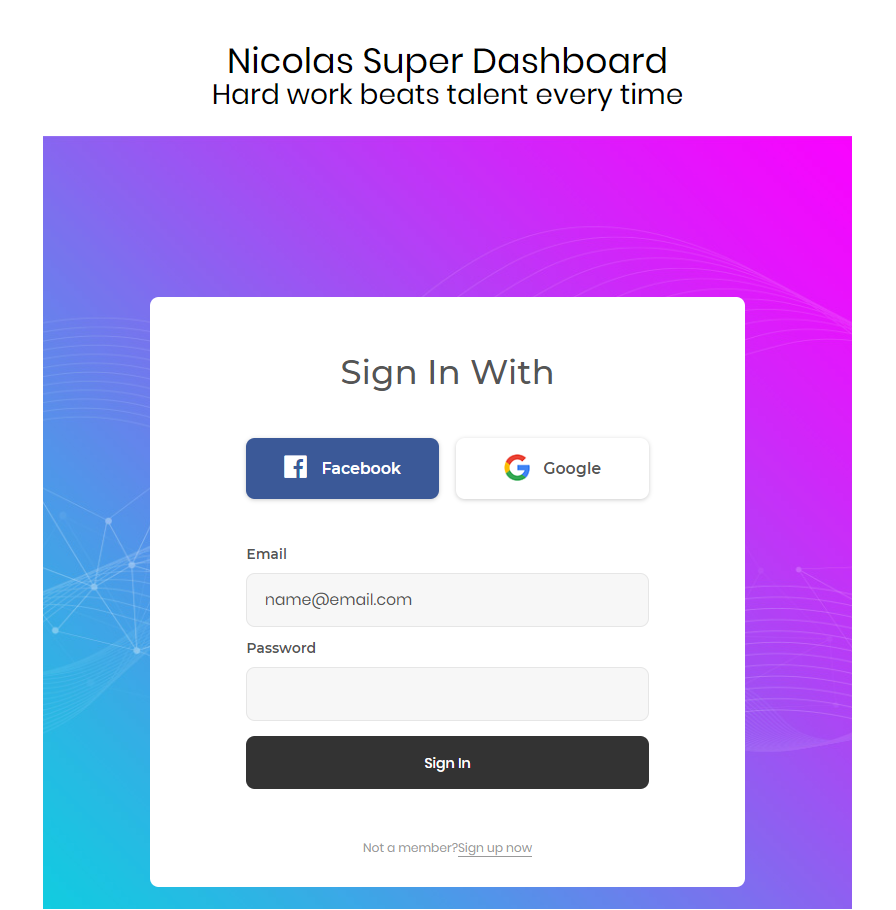 Nicolas Super Dashboard
Hard work beats talent every time
Sign In With
Facebook
Google
Email
name@email.com
Password
Sign In
Not a member?Sign up now